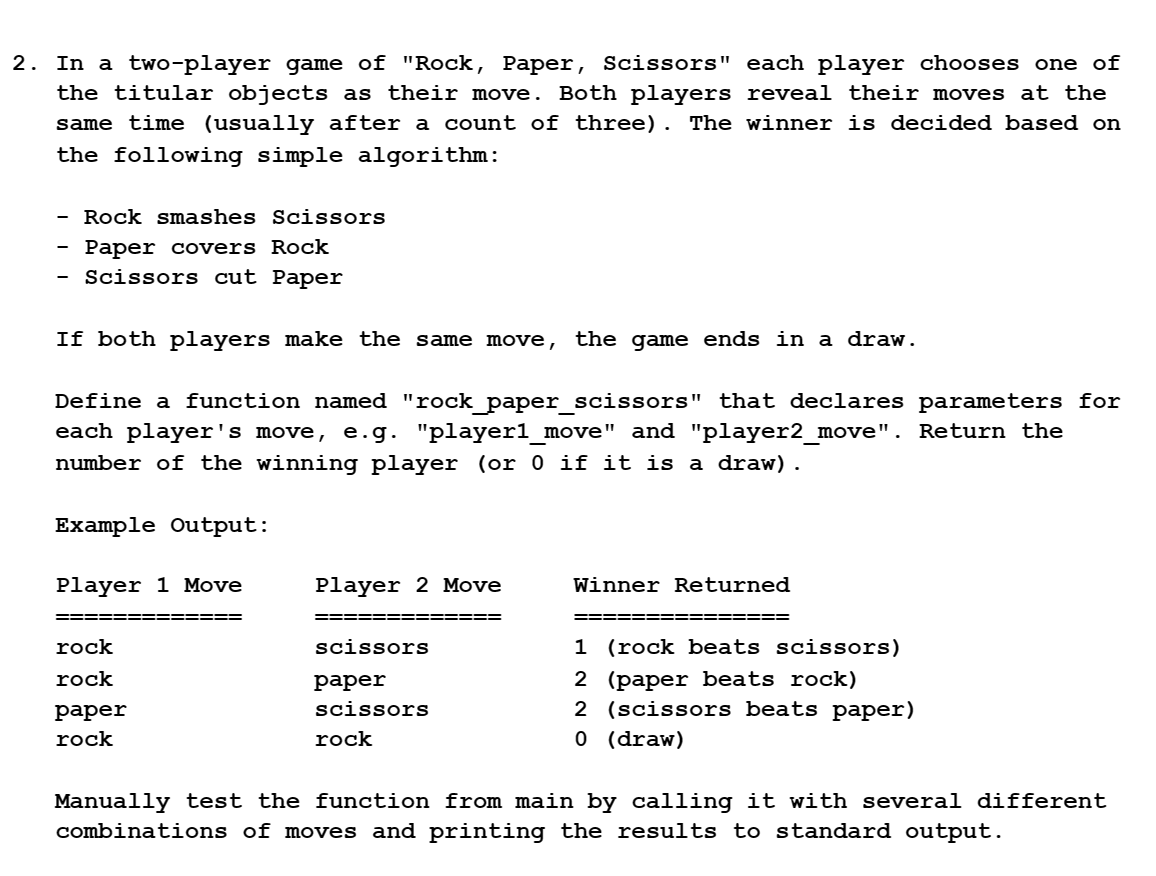 2. In a two-player game of "Rock, Paper, Scissors" each player chooses one of
the titular objects as their move. Both players reveal their moves at the
same time (usually after a count of three). The winner is decided based on
the following simple algorithm:
- Rock smashes Scissors
- Paper covers Rock
- Scissors cut Paper
If both players make the same move, the game ends in a draw.
Define a function named "rock_paper_scissors" that declares parameters for
each player's move, e.g. "player1_move" and "player2_move". Return the
number of the winning player (or 0 if it is a draw).
Example Output:
Player 1 Move     Player 2 Move     Winner Returned
=============     =============     ===============
rock              scissors          1 (rock beats scissors)
rock              paper             2 (paper beats rock)
paper             scissors          2 (scissors beats paper)
rock              rock              0 (draw)
Manually test the function from main by calling it with several different
combinations of moves and printing the results to standard output.